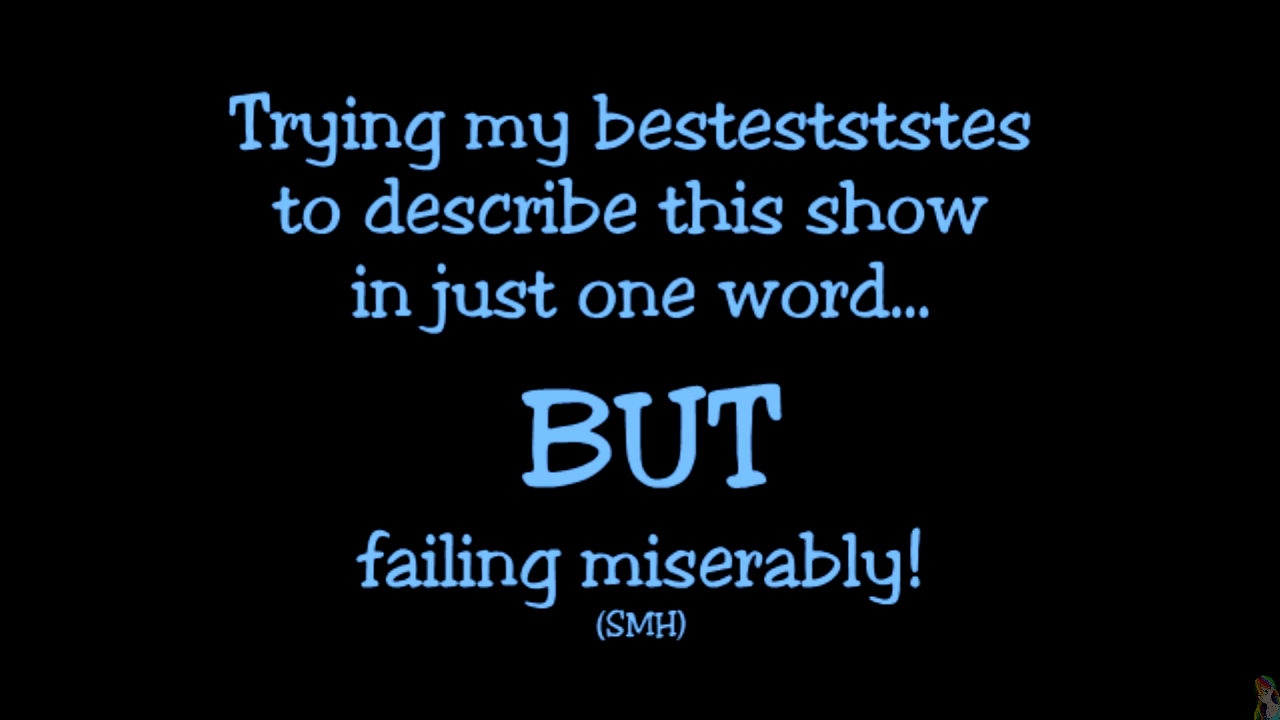 Trying my bestestststes
to describe this show
in just one word...
BUT
failing miserably!
(SMH)